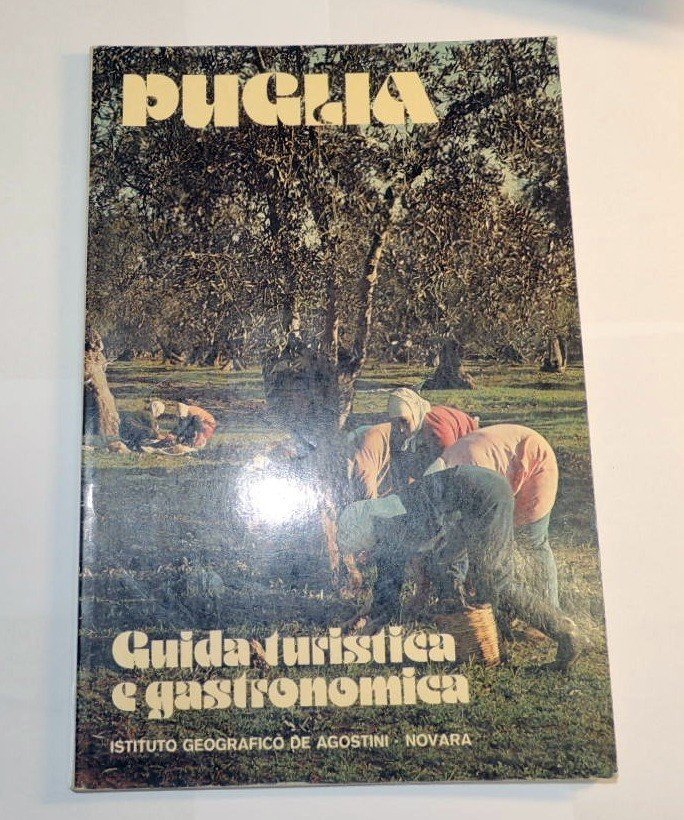 PUGLIA
Guida turistica
e gastronomica
ISTITUTO GEOGRAFICO DE AGOSTINI · NOVARA